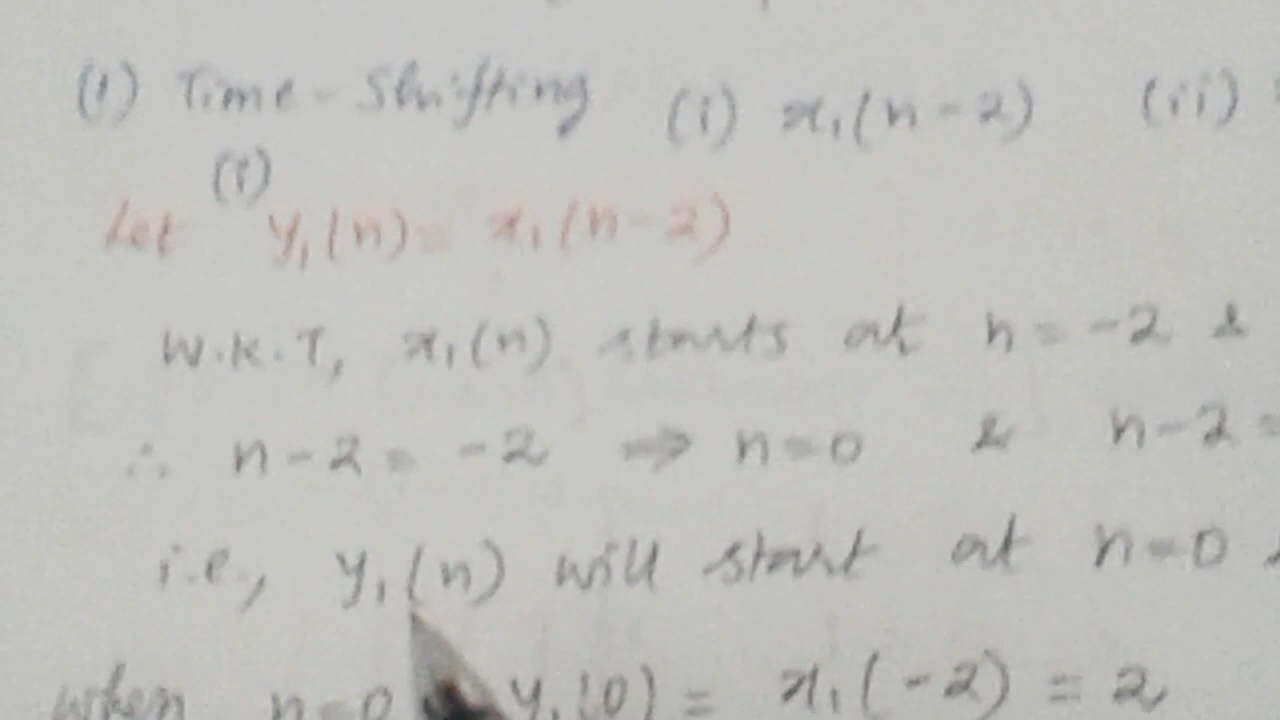 (1) Time-Shifting (i) x₁(n-2) (ii)
(i)
Let y₁(n) = x₁(n-2)
W.K.T, x₁(n) starts at n = -2 &
∴ n-2 = -2 ⇒ n=0 & n-2 =
i.e., y₁(n) will start at n=0
when n=0 y₁(0) = x₁(-2) = 2